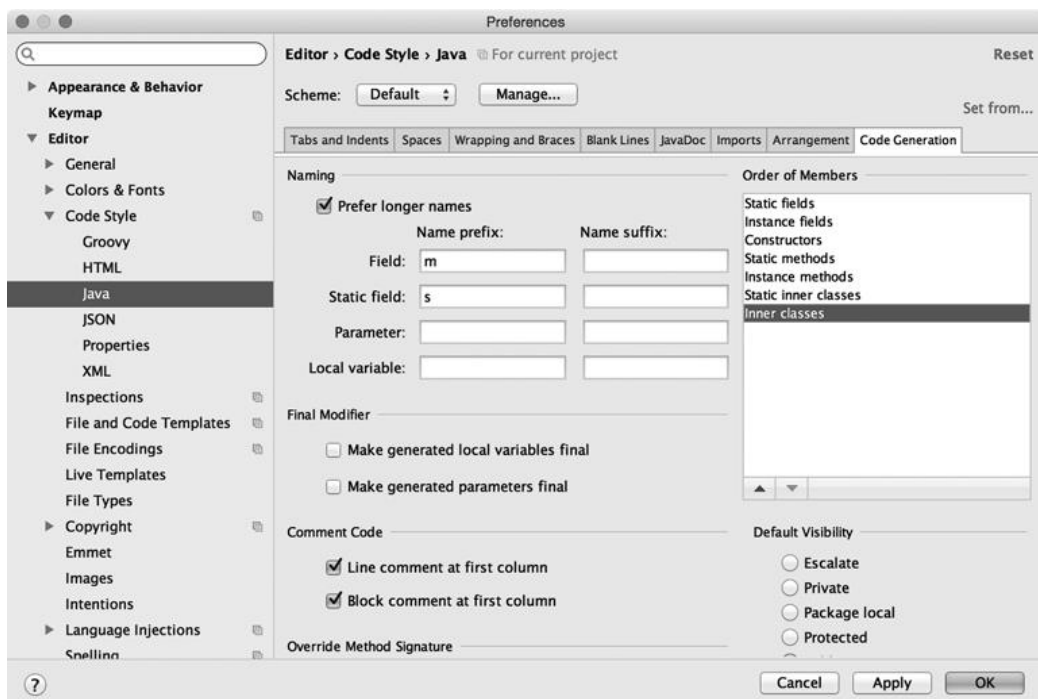 Preferences
Editor › Code Style › Java For current project Reset
Scheme: Default Manage...
Set from...
Appearance & Behavior
Keymap
Editor
General
Colors & Fonts
Code Style
Groovy
HTML
Java
JSON
Properties
XML
Inspections
File and Code Templates
File Encodings
Live Templates
File Types
Copyright
Emmet
Images
Intentions
Language Injections
Spelling
Tabs and Indents Spaces Wrapping and Braces Blank Lines JavaDoc Imports Arrangement Code Generation
Naming
Prefer longer names
Name prefix: Name suffix:
Field: m
Static field: s
Parameter:
Local variable:
Final Modifier
Make generated local variables final
Make generated parameters final
Comment Code
Line comment at first column
Block comment at first column
Override Method Signature
Order of Members
Static fields
Instance fields
Constructors
Static methods
Instance methods
Static inner classes
Inner classes
Default Visibility
Escalate
Private
Package local
Protected
?
Cancel Apply OK